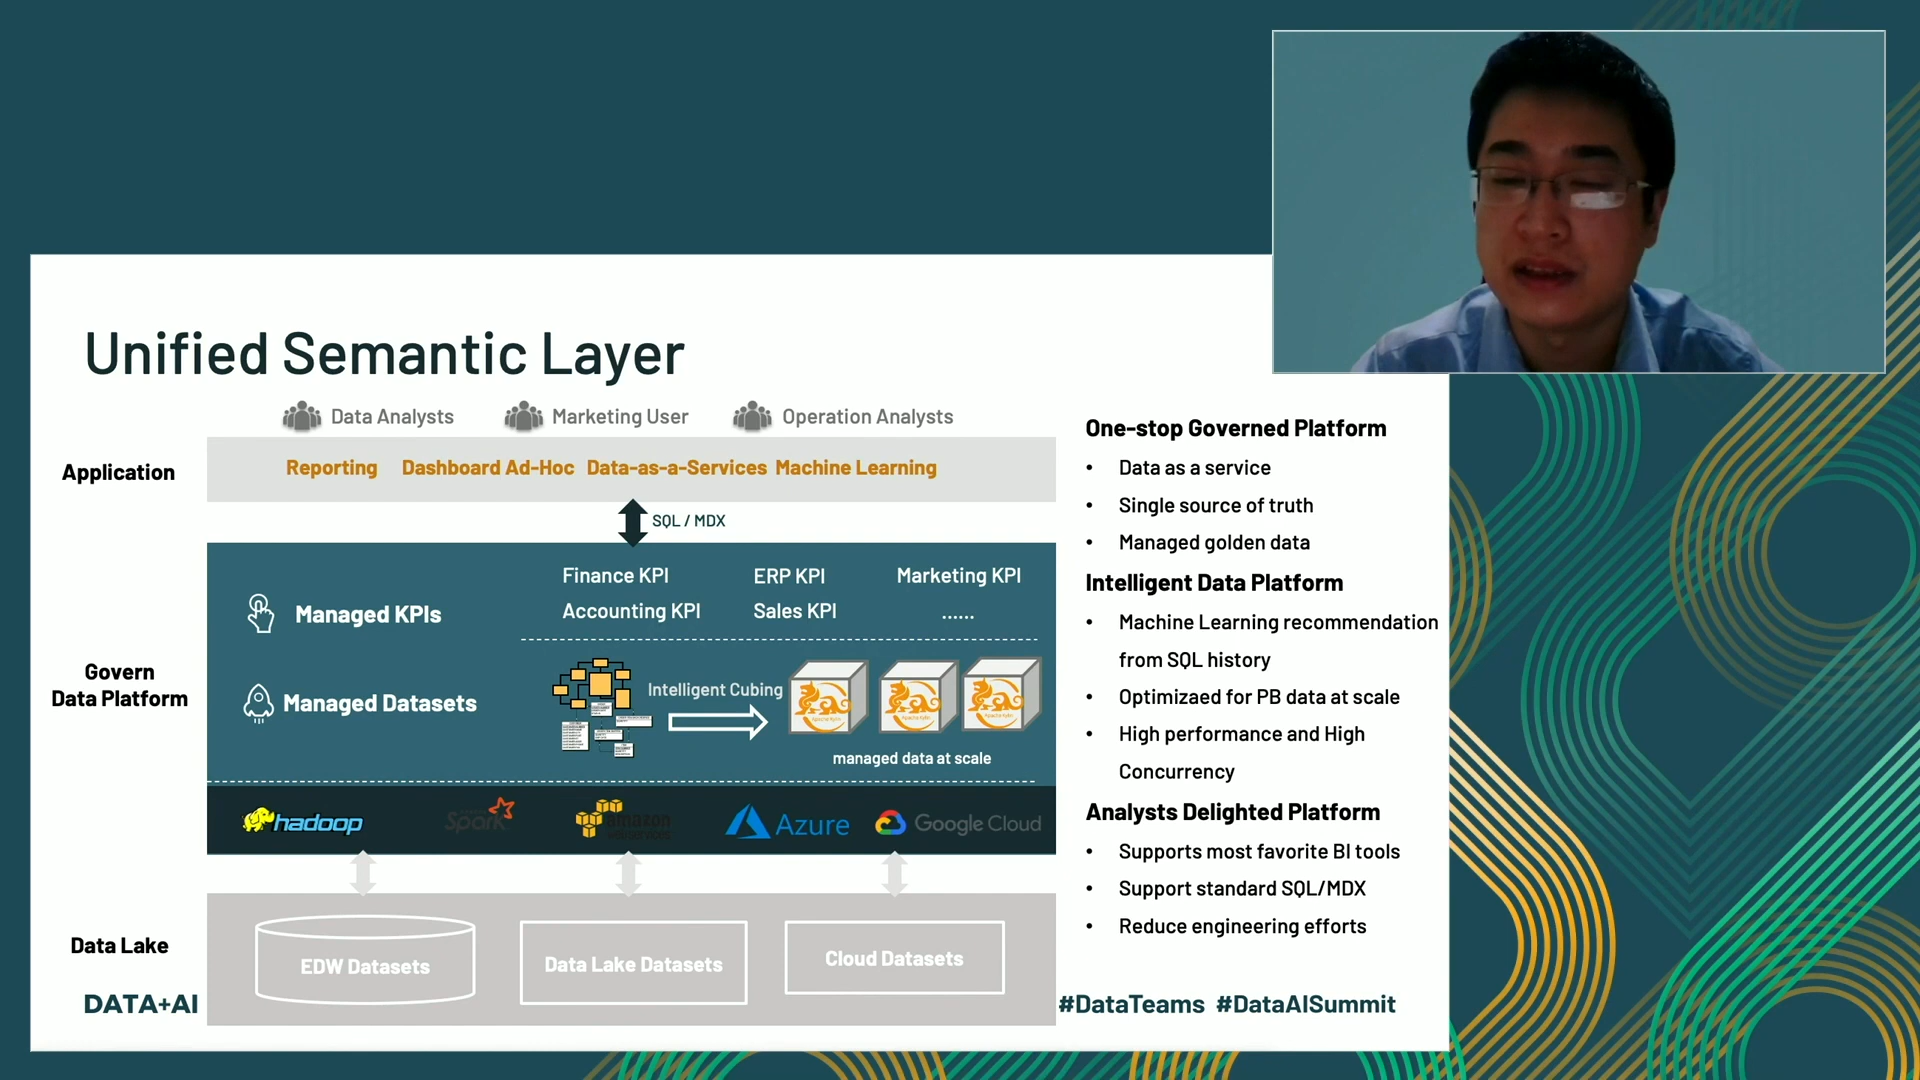 Unified Semantic Layer
Data Analysts
Marketing User
Operation Analysts
Application
Reporting
Dashboard Ad-Hoc
Data-as-a-Services
Machine Learning
SQL / MDX
Govern
Data Platform
Managed KPIs
Finance KPI
ERP KPI
Marketing KPI
Accounting KPI
Sales KPI
......
Managed Datasets
Intelligent Cubing
managed data at scale
hadoop
Spark
amazon
Azure
Google Cloud
Data Lake
EDW Datasets
Data Lake Datasets
Cloud Datasets
One-stop Governed Platform
• Data as a service
• Single source of truth
• Managed golden data
Intelligent Data Platform
• Machine Learning recommendation
from SQL history
• Optimizaed for PB data at scale
• High performance and High
Concurrency
Analysts Delighted Platform
• Supports most favorite BI tools
• Support standard SQL/MDX
• Reduce engineering efforts
DATA+AI
#DataTeams #DataAISummit